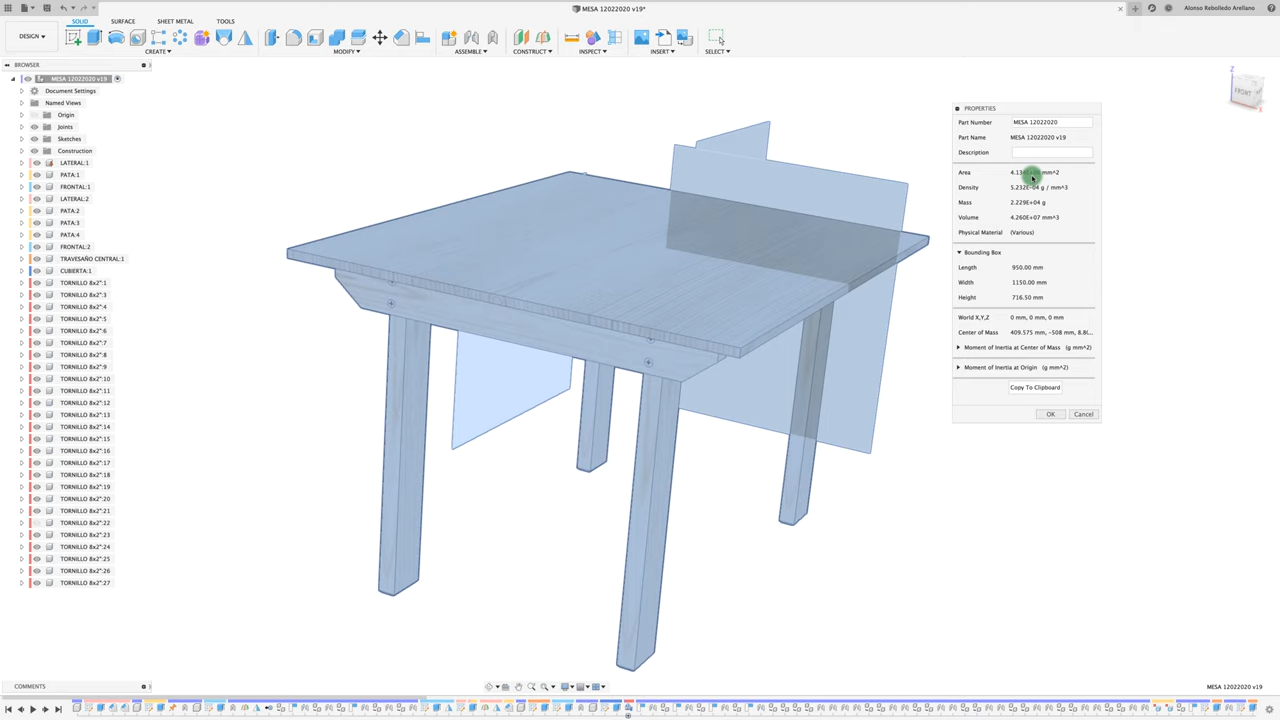 MESA 12022020 v19*
Alonso Rebolledo Arellano
DESIGN
SOLID SURFACE SHEET METAL TOOLS
CREATE MODIFY ASSEMBLE CONSTRUCT INSPECT INSERT SELECT
BROWSER
MESA 12022020 v19
Document Settings
Named Views
Origin
Joints
Sketches
Construction
LATERAL:1
PATA:1
FRONTAL:1
LATERAL:2
PATA:2
PATA:3
PATA:4
FRONTAL:2
TRAVESAÑO CENTRAL:1
CUBIERTA:1
TORNILLO 8x2":1
TORNILLO 8x2":3
TORNILLO 8x2":4
TORNILLO 8x2":5
TORNILLO 8x2":6
TORNILLO 8x2":7
TORNILLO 8x2":8
TORNILLO 8x2":9
TORNILLO 8x2":10
TORNILLO 8x2":11
TORNILLO 8x2":12
TORNILLO 8x2":13
TORNILLO 8x2":14
TORNILLO 8x2":15
TORNILLO 8x2":16
TORNILLO 8x2":17
TORNILLO 8x2":18
TORNILLO 8x2":19
TORNILLO 8x2":20
TORNILLO 8x2":21
TORNILLO 8x2":22
TORNILLO 8x2":23
TORNILLO 8x2":24
TORNILLO 8x2":25
TORNILLO 8x2":26
TORNILLO 8x2":27
Z
FRONT
X
PROPERTIES
Part Number MESA 12022020
Part Name MESA 12022020 v19
Description
Area mm^2
Density 5.232E-04 g / mm^3
Mass 2.229E+04 g
Volume 4.260E+07 mm^3
Physical Material (Various)
Bounding Box
Length 950.00 mm
Width 1150.00 mm
Height 716.50 mm
World X,Y,Z 0 mm, 0 mm, 0 mm
Center of Mass 409.575 mm, -508 mm, 8.8(...
Moment of Inertia at Center of Mass (g mm^2)
Moment of Inertia at Origin (g mm^2)
Copy To Clipboard
OK Cancel
COMMENTS
MESA 12022020 v19